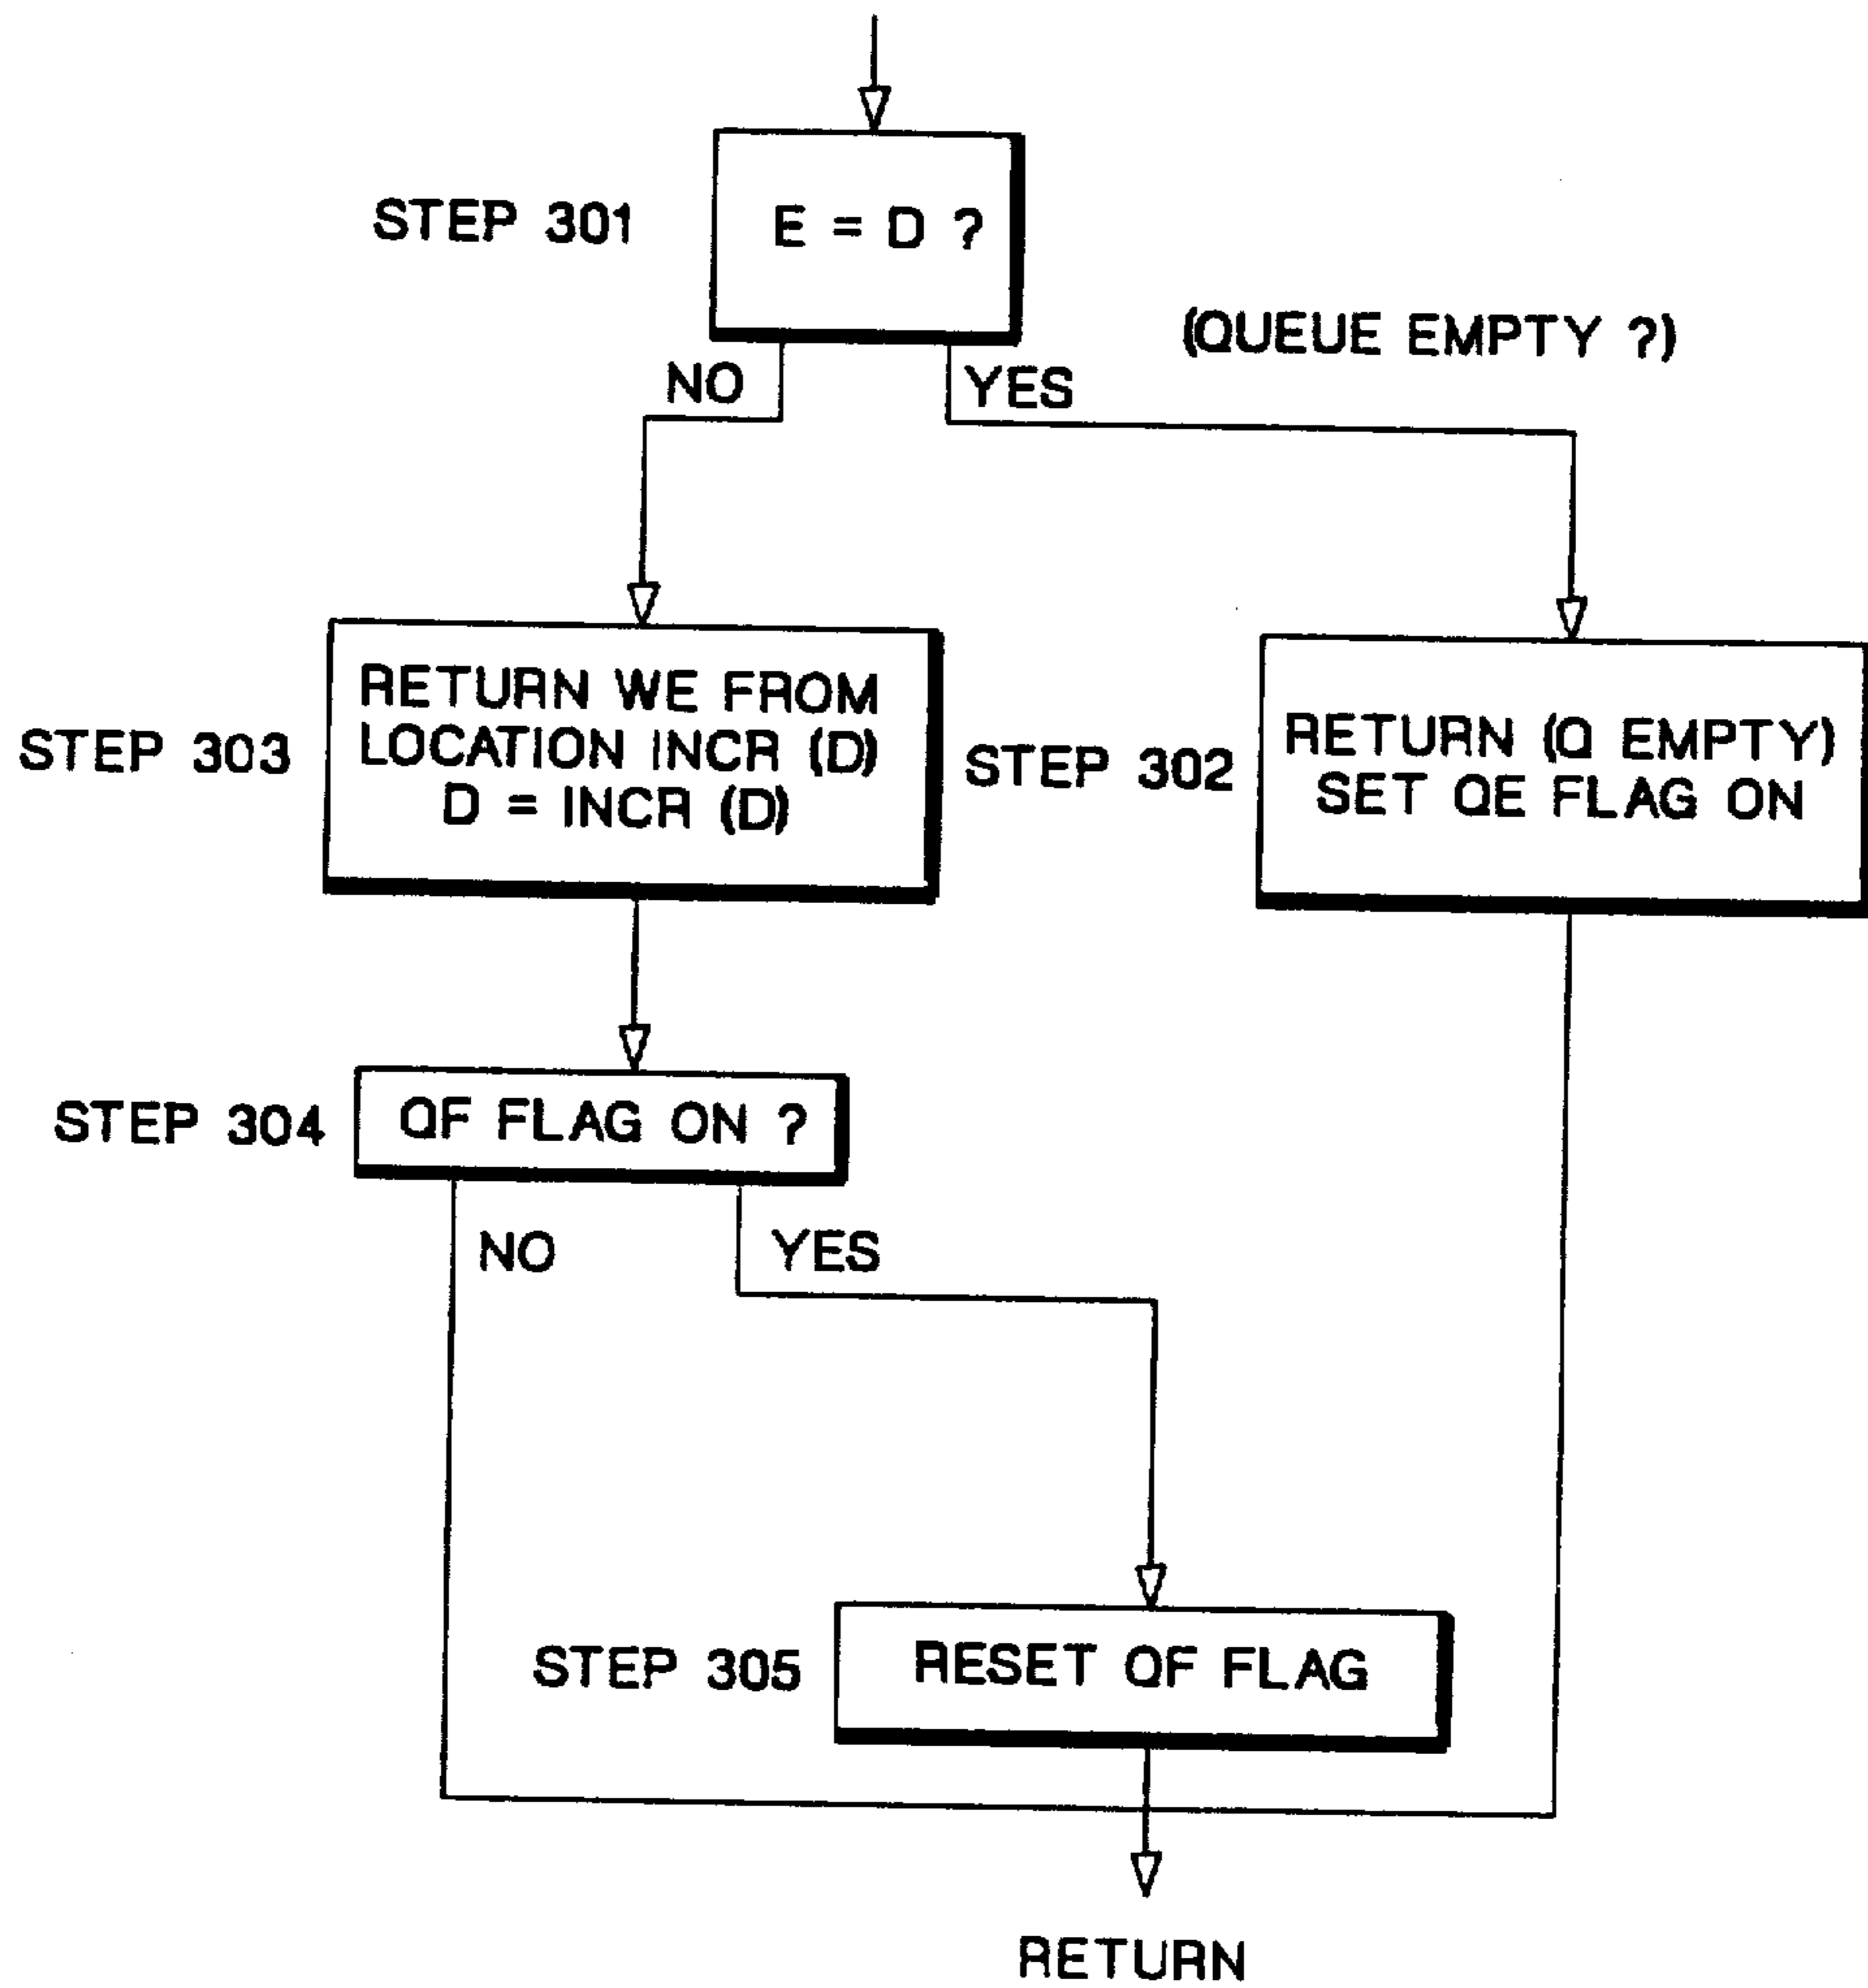 STEP 301
E = D ?
(QUEUE EMPTY ?)
NO
YES
STEP 303
RETURN WE FROM
LOCATION INCR (D)
D = INCR (D)
STEP 302
RETURN (Q EMPTY)
SET QE FLAG ON
STEP 304
QF FLAG ON ?
NO
YES
STEP 305
RESET QF FLAG
RETURN